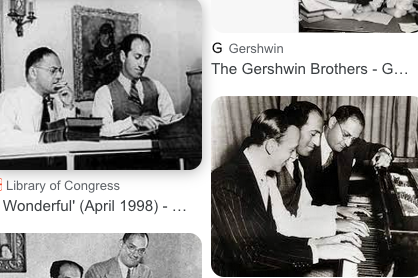 G Gershwin
The Gershwin Brothers - G...
Library of Congress
Wonderful' (April 1998) - ...